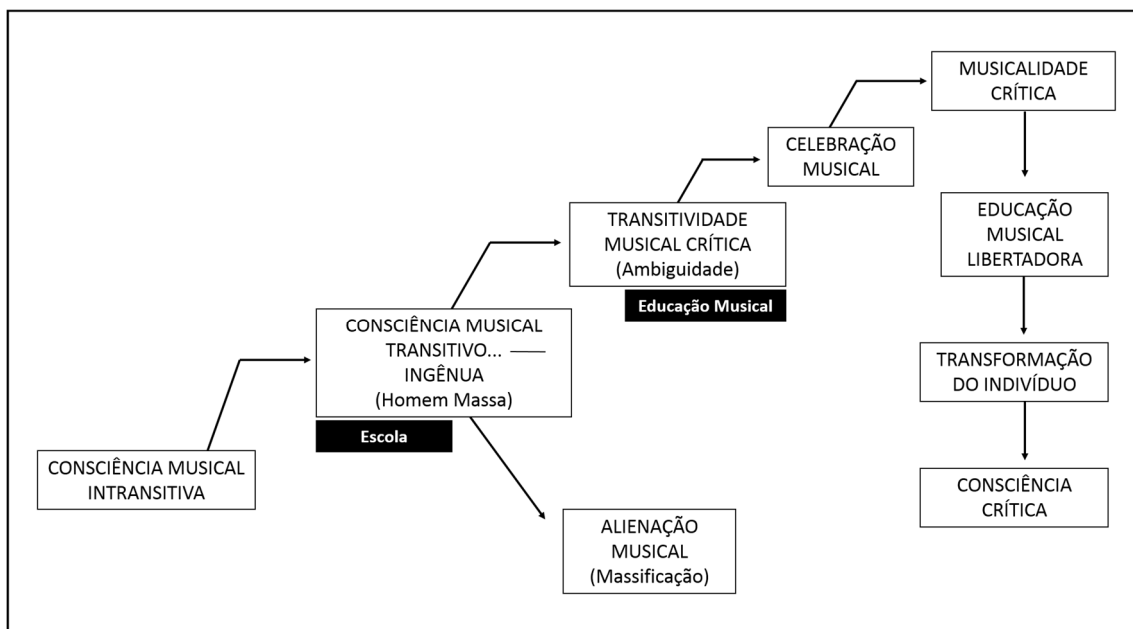 CONSCIÊNCIA MUSICAL
INTRANSITIVA
CONSCIÊNCIA MUSICAL
TRANSITIVO...
INGÊNUA
(Homem Massa)
Escola
ALIENAÇÃO
MUSICAL
(Massificação)
TRANSITIVIDADE
MUSICAL CRÍTICA
(Ambiguidade)
Educação Musical
CELEBRAÇÃO
MUSICAL
MUSICALIDADE
CRÍTICA
EDUCAÇÃO
MUSICAL
LIBERTADORA
TRANSFORMAÇÃO
DO INDIVÍDUO
CONSCIÊNCIA
CRÍTICA